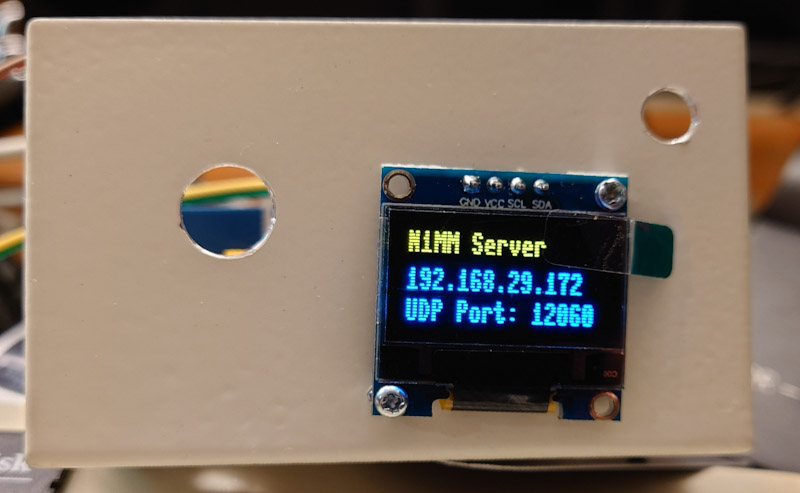 GND VCC SCL SDA
N1MM Server
192.168.29.172
UDP Port: 12060